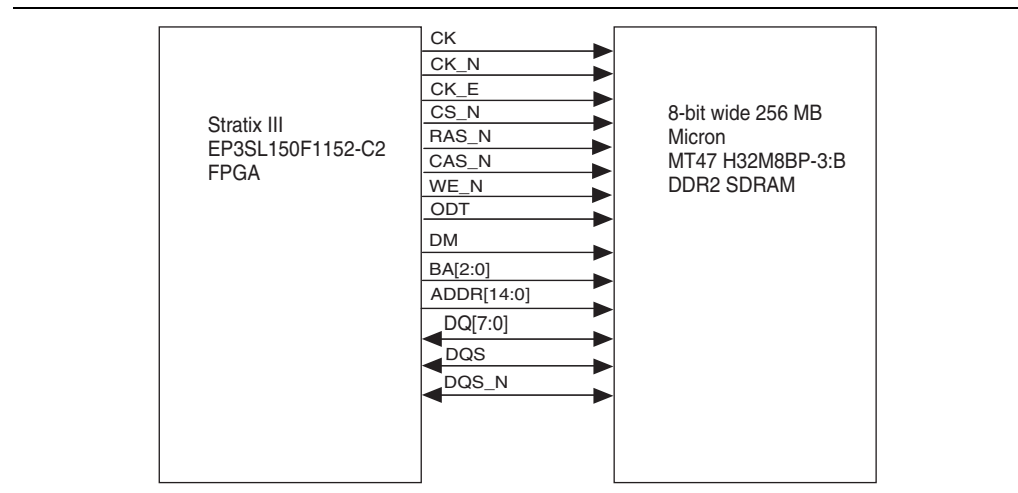 CK
CK_N
CK_E
CS_N
RAS_N
CAS_N
WE_N
ODT
DM
BA[2:0]
ADDR[14:0]
DQ[7:0]
DQS
DQS_N
Stratix III
EP3SL150F1152-C2
FPGA
8-bit wide 256 MB
Micron
MT47 H32M8BP-3:B
DDR2 SDRAM